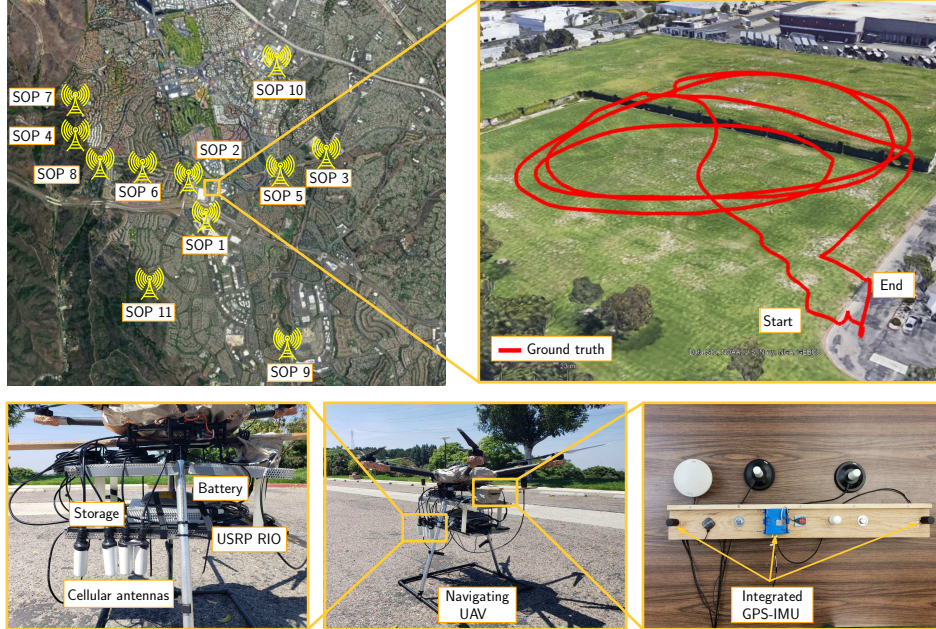 SOP 10
SOP 7
SOP 4
SOP 2
SOP 8
SOP 6
SOP 5
SOP 3
SOP 1
SOP 11
SOP 9
End
Start
Ground truth
Battery
Storage
USRP RIO
Cellular antennas
Navigating
UAV
Integrated
GPS-IMU